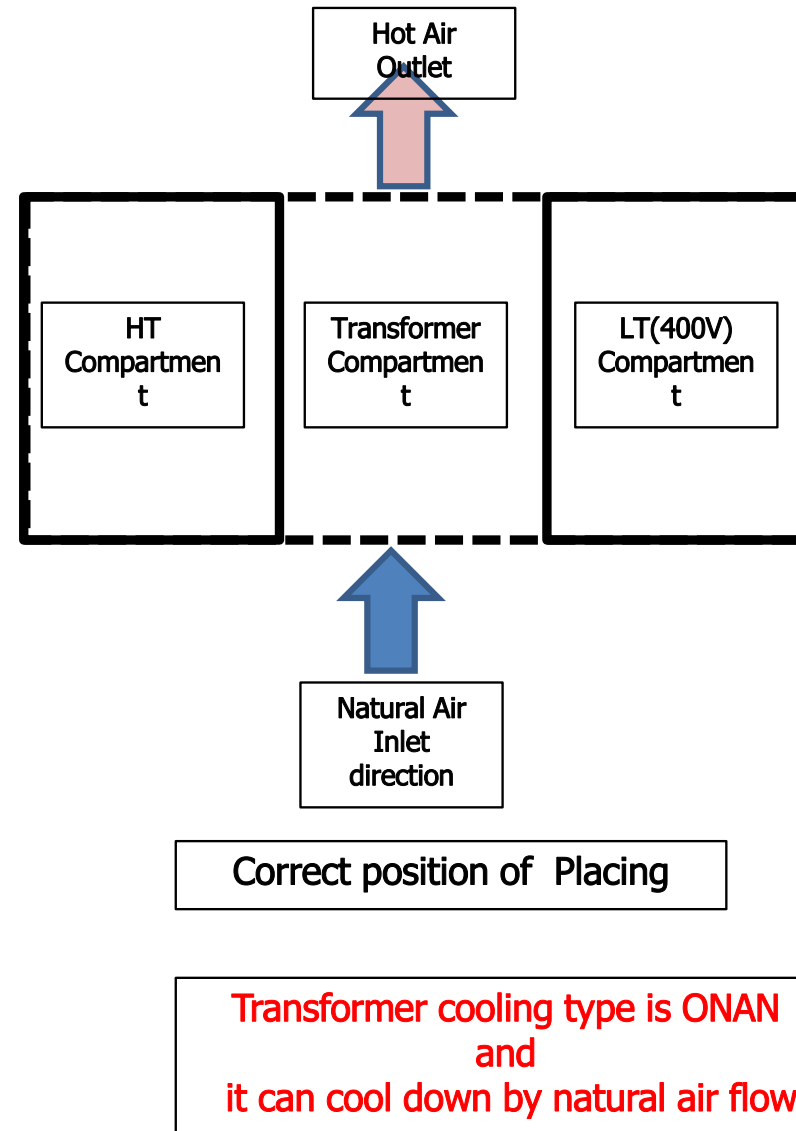 Hot Air
Outlet
HT
Compartmen
t
Transformer
Compartmen
t
LT(400V)
Compartmen
t
Natural Air
Inlet
direction
Correct position of  Placing
Transformer cooling type is ONAN
and
it can cool down by natural air flow